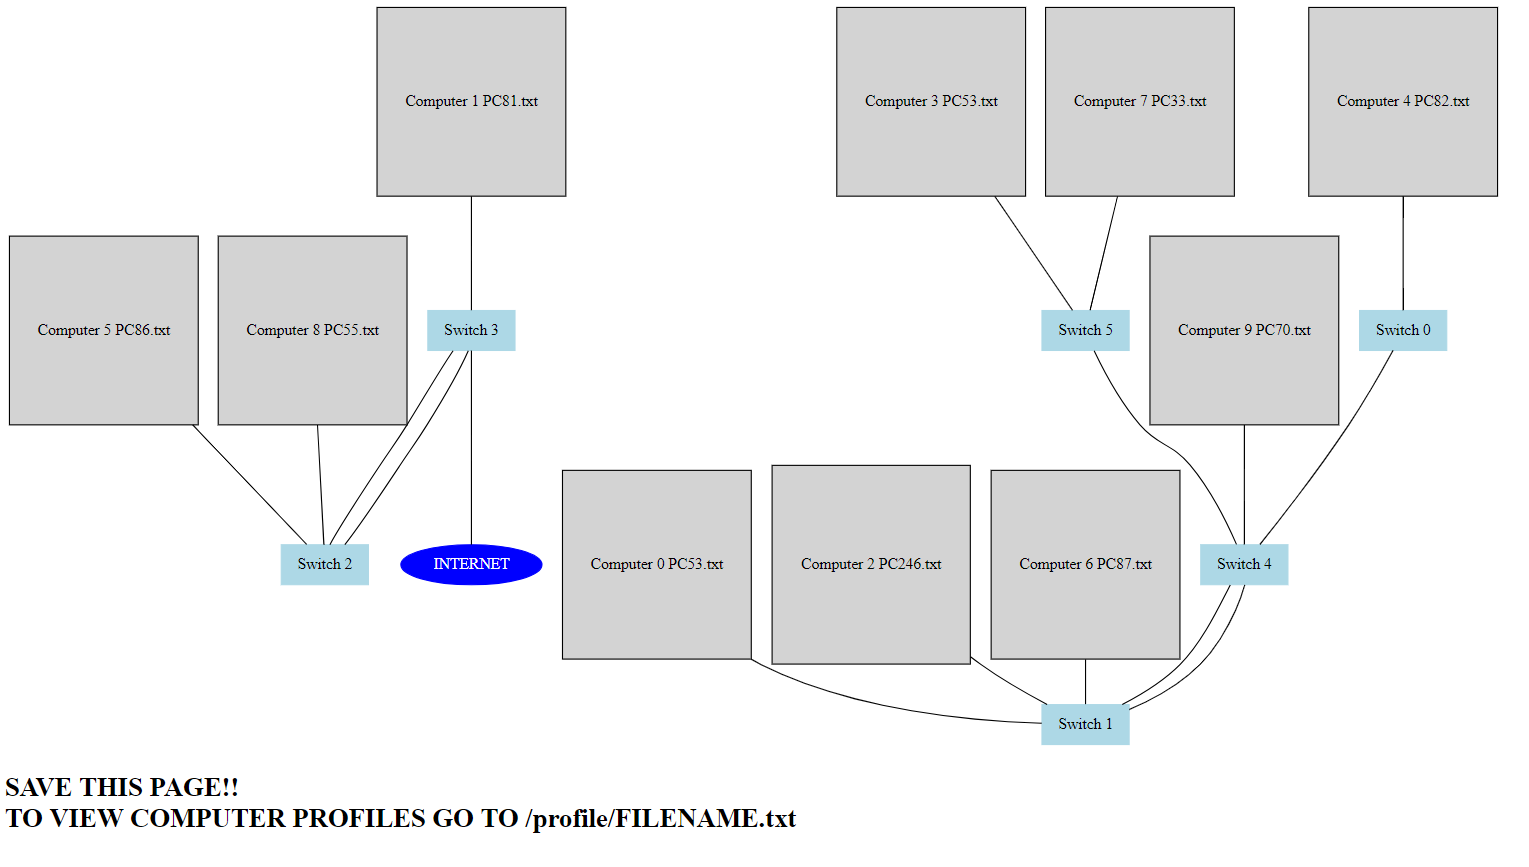 Computer 1 PC81.txt
Computer 3 PC53.txt
Computer 7 PC33.txt
Computer 4 PC82.txt
Computer 5 PC86.txt
Computer 8 PC55.txt
Switch 3
Switch 5
Computer 9 PC70.txt
Switch 0
Switch 2
INTERNET
Computer 0 PC53.txt
Computer 2 PC246.txt
Computer 6 PC87.txt
Switch 4
Switch 1
SAVE THIS PAGE!!
TO VIEW COMPUTER PROFILES GO TO /profile/FILENAME.txt